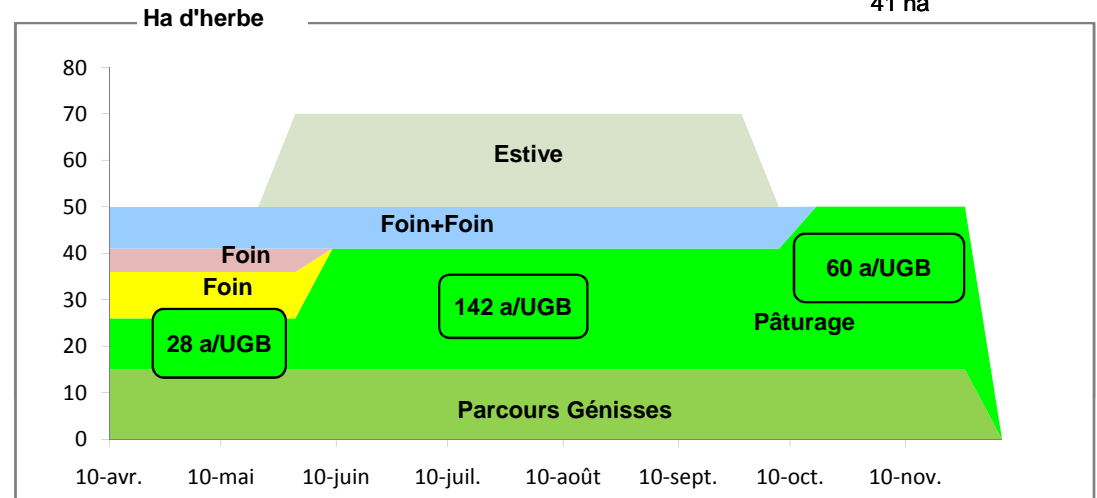 41 ha
Ha d'herbe
80
70
60
50
40
30
20
10
0
Estive
Foin+Foin
Foin
Foin
60 a/UGB
142 a/UGB
Pâturage
28 a/UGB
Parcours Génisses
10-avr. 10-mai 10-juin 10-juil. 10-août 10-sept. 10-oct. 10-nov.